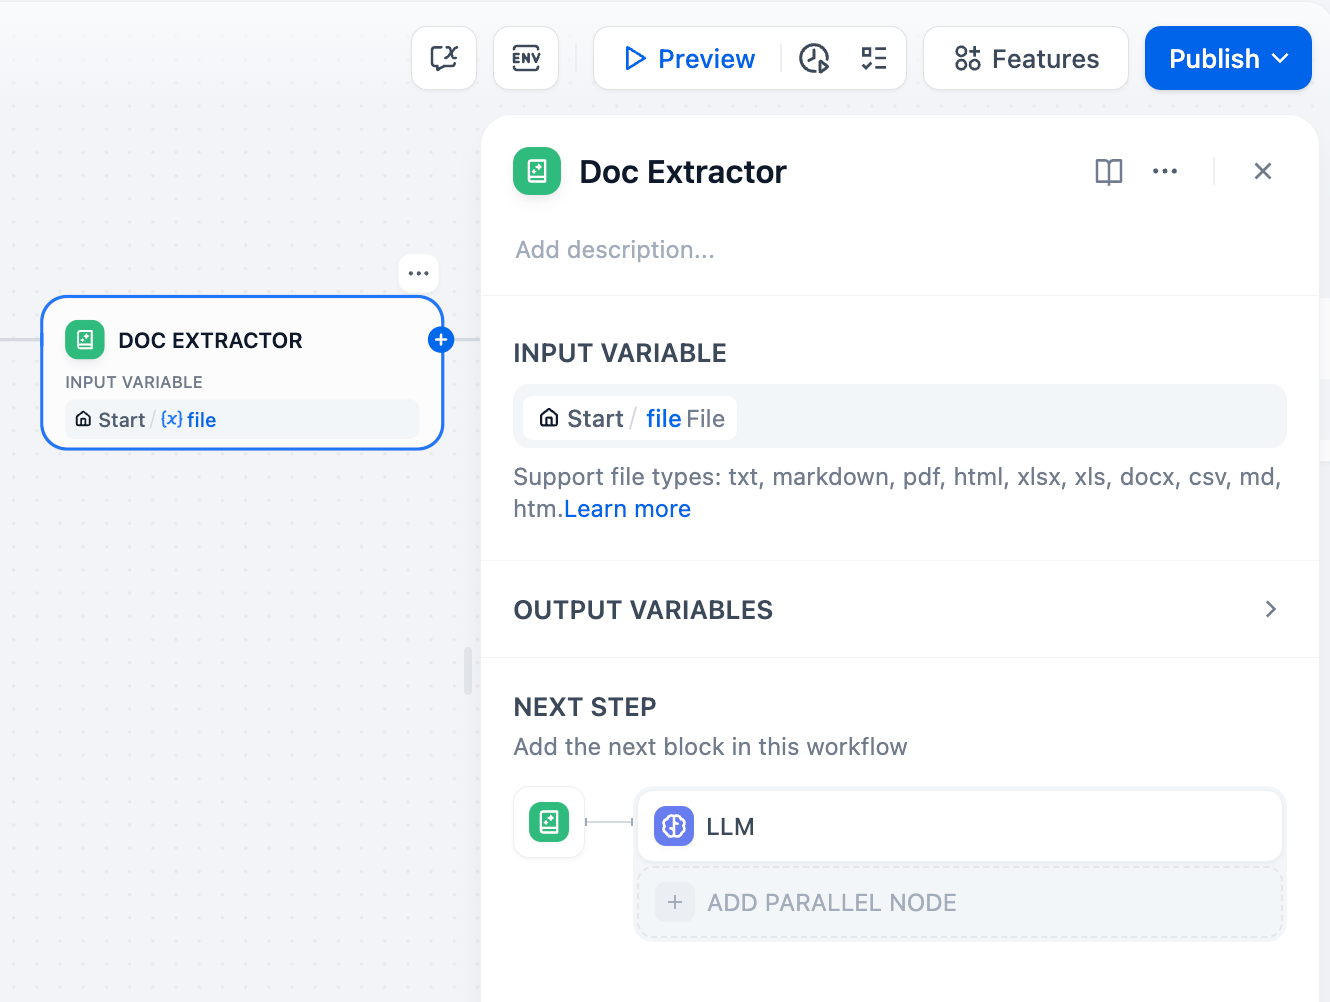 ENV
Preview
Features
Publish
Doc Extractor
Add description...
DOC EXTRACTOR
INPUT VARIABLE
Start / {x} file
INPUT VARIABLE
Start / file File
Support file types: txt, markdown, pdf, html, xlsx, xls, docx, csv, md,
htm.Learn more
OUTPUT VARIABLES
NEXT STEP
Add the next block in this workflow
LLM
+ ADD PARALLEL NODE